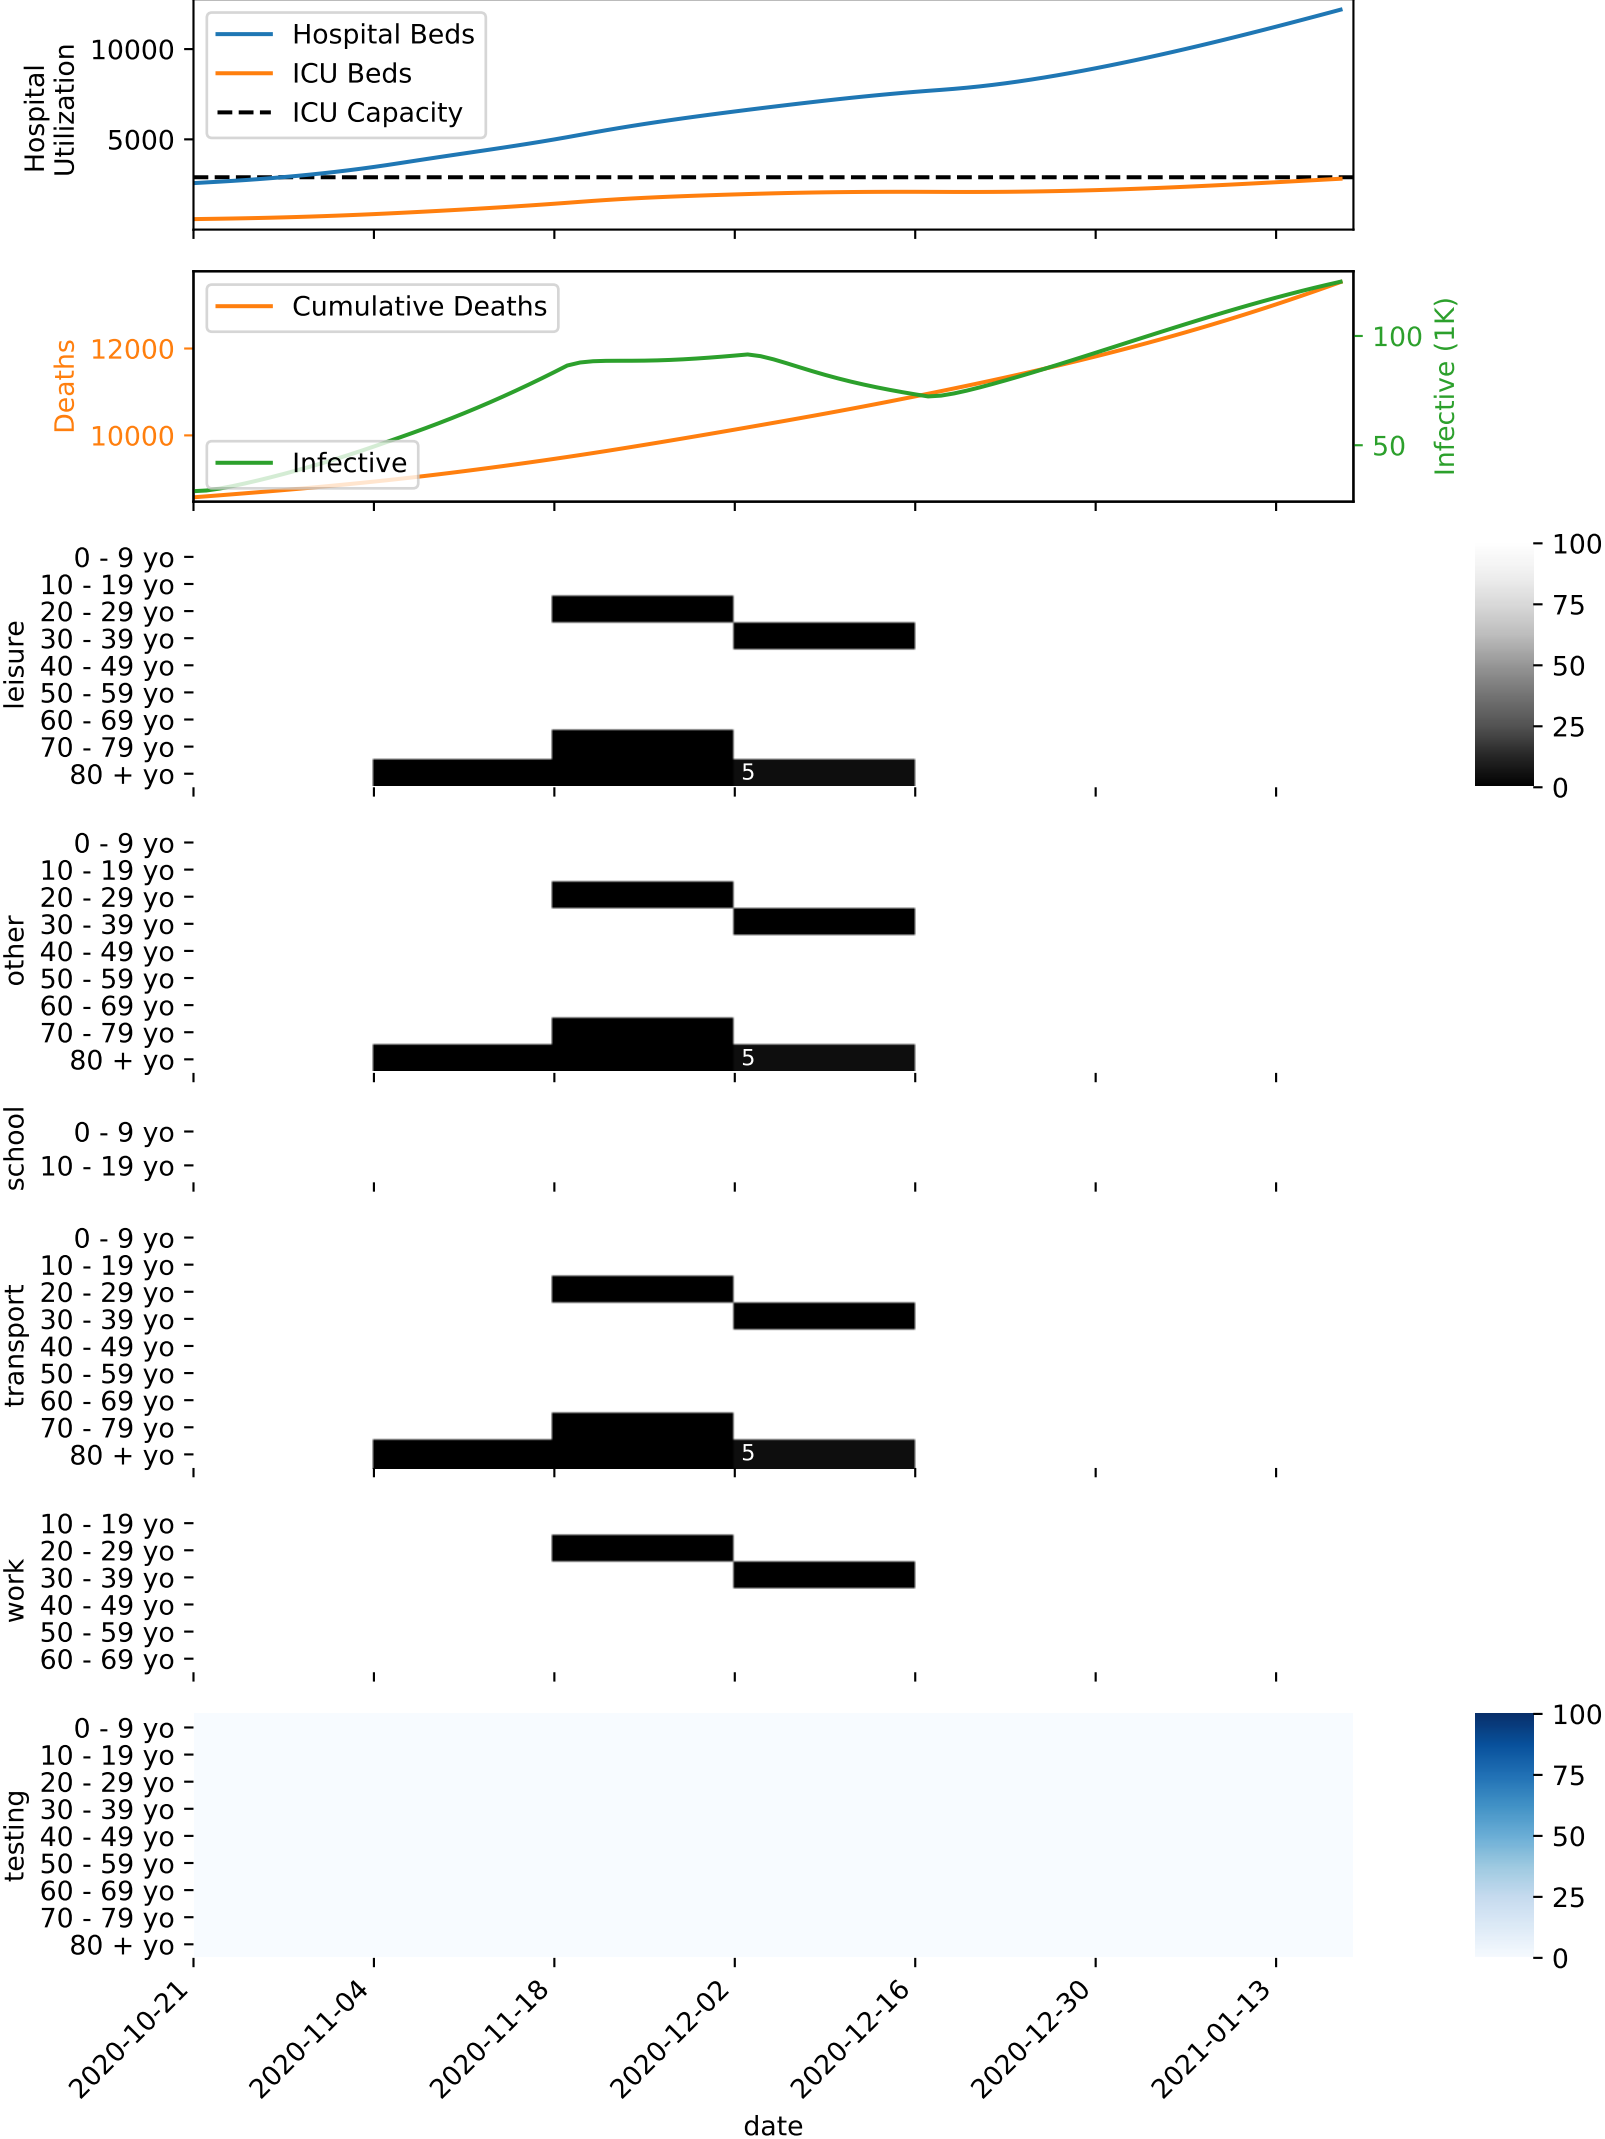 Hospital
Utilization
10000
5000
Hospital Beds
ICU Beds
ICU Capacity
Deaths
12000
10000
Cumulative Deaths
Infective
100
50
Infective (1K)
leisure
0 - 9 yo
10 - 19 yo
20 - 29 yo
30 - 39 yo
40 - 49 yo
50 - 59 yo
60 - 69 yo
70 - 79 yo
80 + yo
5
100
75
50
25
0
other
0 - 9 yo
10 - 19 yo
20 - 29 yo
30 - 39 yo
40 - 49 yo
50 - 59 yo
60 - 69 yo
70 - 79 yo
80 + yo
5
school
0 - 9 yo
10 - 19 yo
transport
0 - 9 yo
10 - 19 yo
20 - 29 yo
30 - 39 yo
40 - 49 yo
50 - 59 yo
60 - 69 yo
70 - 79 yo
80 + yo
5
work
10 - 19 yo
20 - 29 yo
30 - 39 yo
40 - 49 yo
50 - 59 yo
60 - 69 yo
testing
0 - 9 yo
10 - 19 yo
20 - 29 yo
30 - 39 yo
40 - 49 yo
50 - 59 yo
60 - 69 yo
70 - 79 yo
80 + yo
100
75
50
25
0
2020-10-21
2020-11-04
2020-11-18
2020-12-02
2020-12-16
2020-12-30
2021-01-13
date